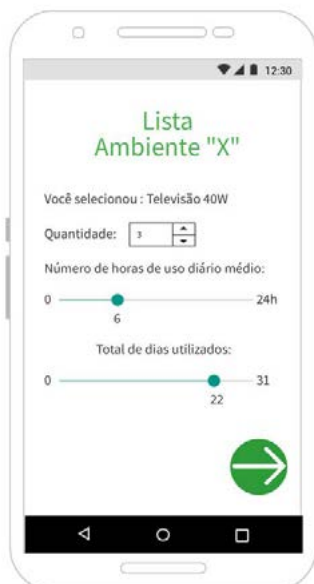 12:30
Lista
Ambiente "X"
Você selecionou : Televisão 40W
Quantidade: 3
Número de horas de uso diário médio:
0 24h
6
Total de dias utilizados:
0 31
22